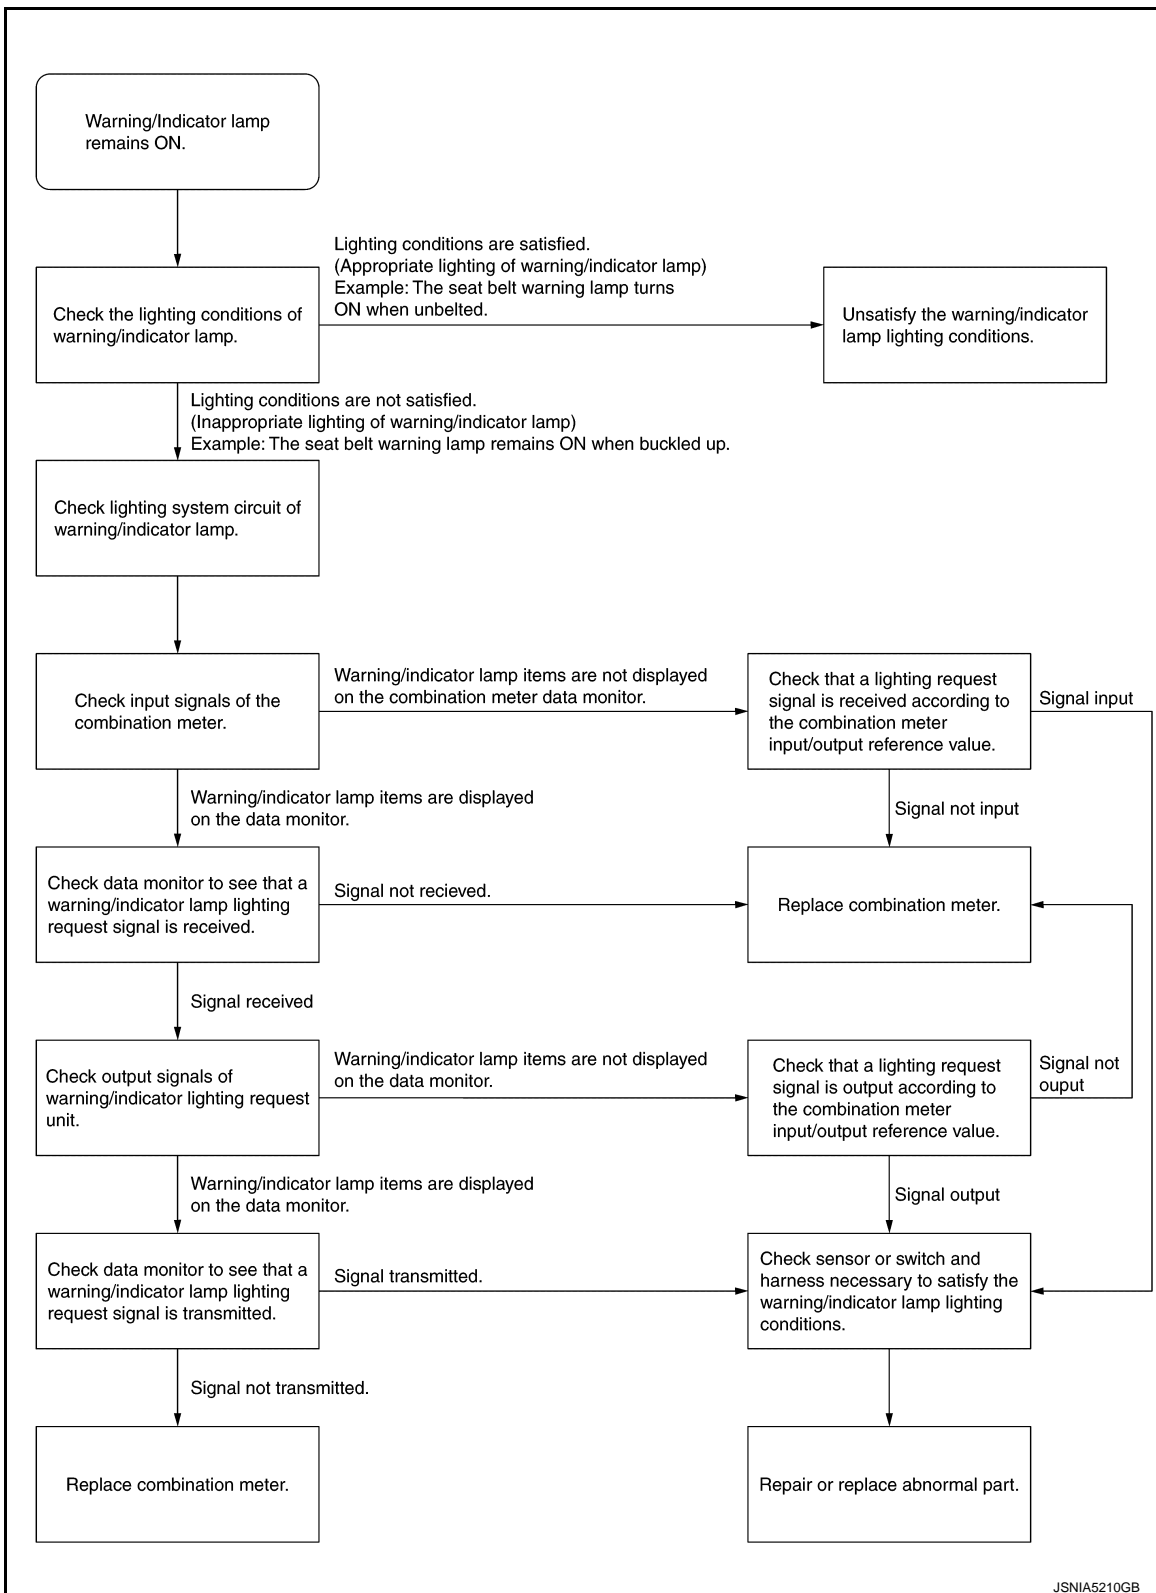 Warning/Indicator lamp
remains ON.
Lighting conditions are satisfied.
(Appropriate lighting of warning/indicator lamp)
Example: The seat belt warning lamp turns
ON when unbelted.
Check the lighting conditions of
warning/indicator lamp.
Unsatisfy the warning/indicator
lamp lighting conditions.
Lighting conditions are not satisfied.
(Inappropriate lighting of warning/indicator lamp)
Example: The seat belt warning lamp remains ON when buckled up.
Check lighting system circuit of
warning/indicator lamp.
Check input signals of the
combination meter.
Warning/indicator lamp items are not displayed
on the combination meter data monitor.
Check that a lighting request
signal is received according to
the combination meter
input/output reference value.
Signal input
Warning/indicator lamp items are displayed
on the data monitor.
Signal not input
Check data monitor to see that a
warning/indicator lamp lighting
request signal is received.
Signal not recieved.
Replace combination meter.
Signal received
Check output signals of
warning/indicator lighting request
unit.
Warning/indicator lamp items are not displayed
on the data monitor.
Check that a lighting request
signal is output according to
the combination meter
input/output reference value.
Signal not
ouput
Warning/indicator lamp items are displayed
on the data monitor.
Signal output
Check data monitor to see that a
warning/indicator lamp lighting
request signal is transmitted.
Signal transmitted.
Check sensor or switch and
harness necessary to satisfy the
warning/indicator lamp lighting
conditions.
Signal not transmitted.
Replace combination meter.
Repair or replace abnormal part.
JSNIA5210GB